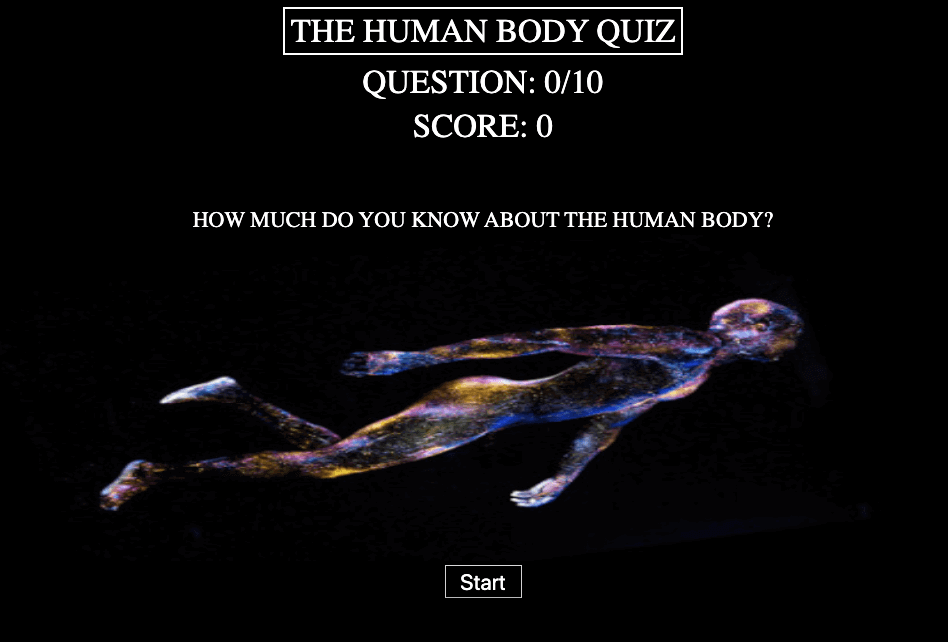 THE HUMAN BODY QUIZ
QUESTION: 0/10
SCORE: 0
HOW MUCH DO YOU KNOW ABOUT THE HUMAN BODY?
Start